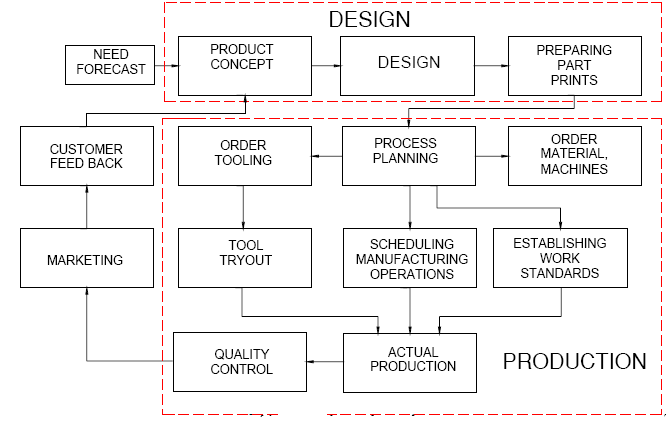 DESIGN
NEED
FORECAST
PRODUCT
CONCEPT
DESIGN
PREPARING
PART
PRINTS
CUSTOMER
FEED BACK
ORDER
TOOLING
PROCESS
PLANNING
ORDER
MATERIAL,
MACHINES
MARKETING
TOOL
TRYOUT
SCHEDULING
MANUFACTURING
OPERATIONS
ESTABLISHING
WORK
STANDARDS
QUALITY
CONTROL
ACTUAL
PRODUCTION
PRODUCTION